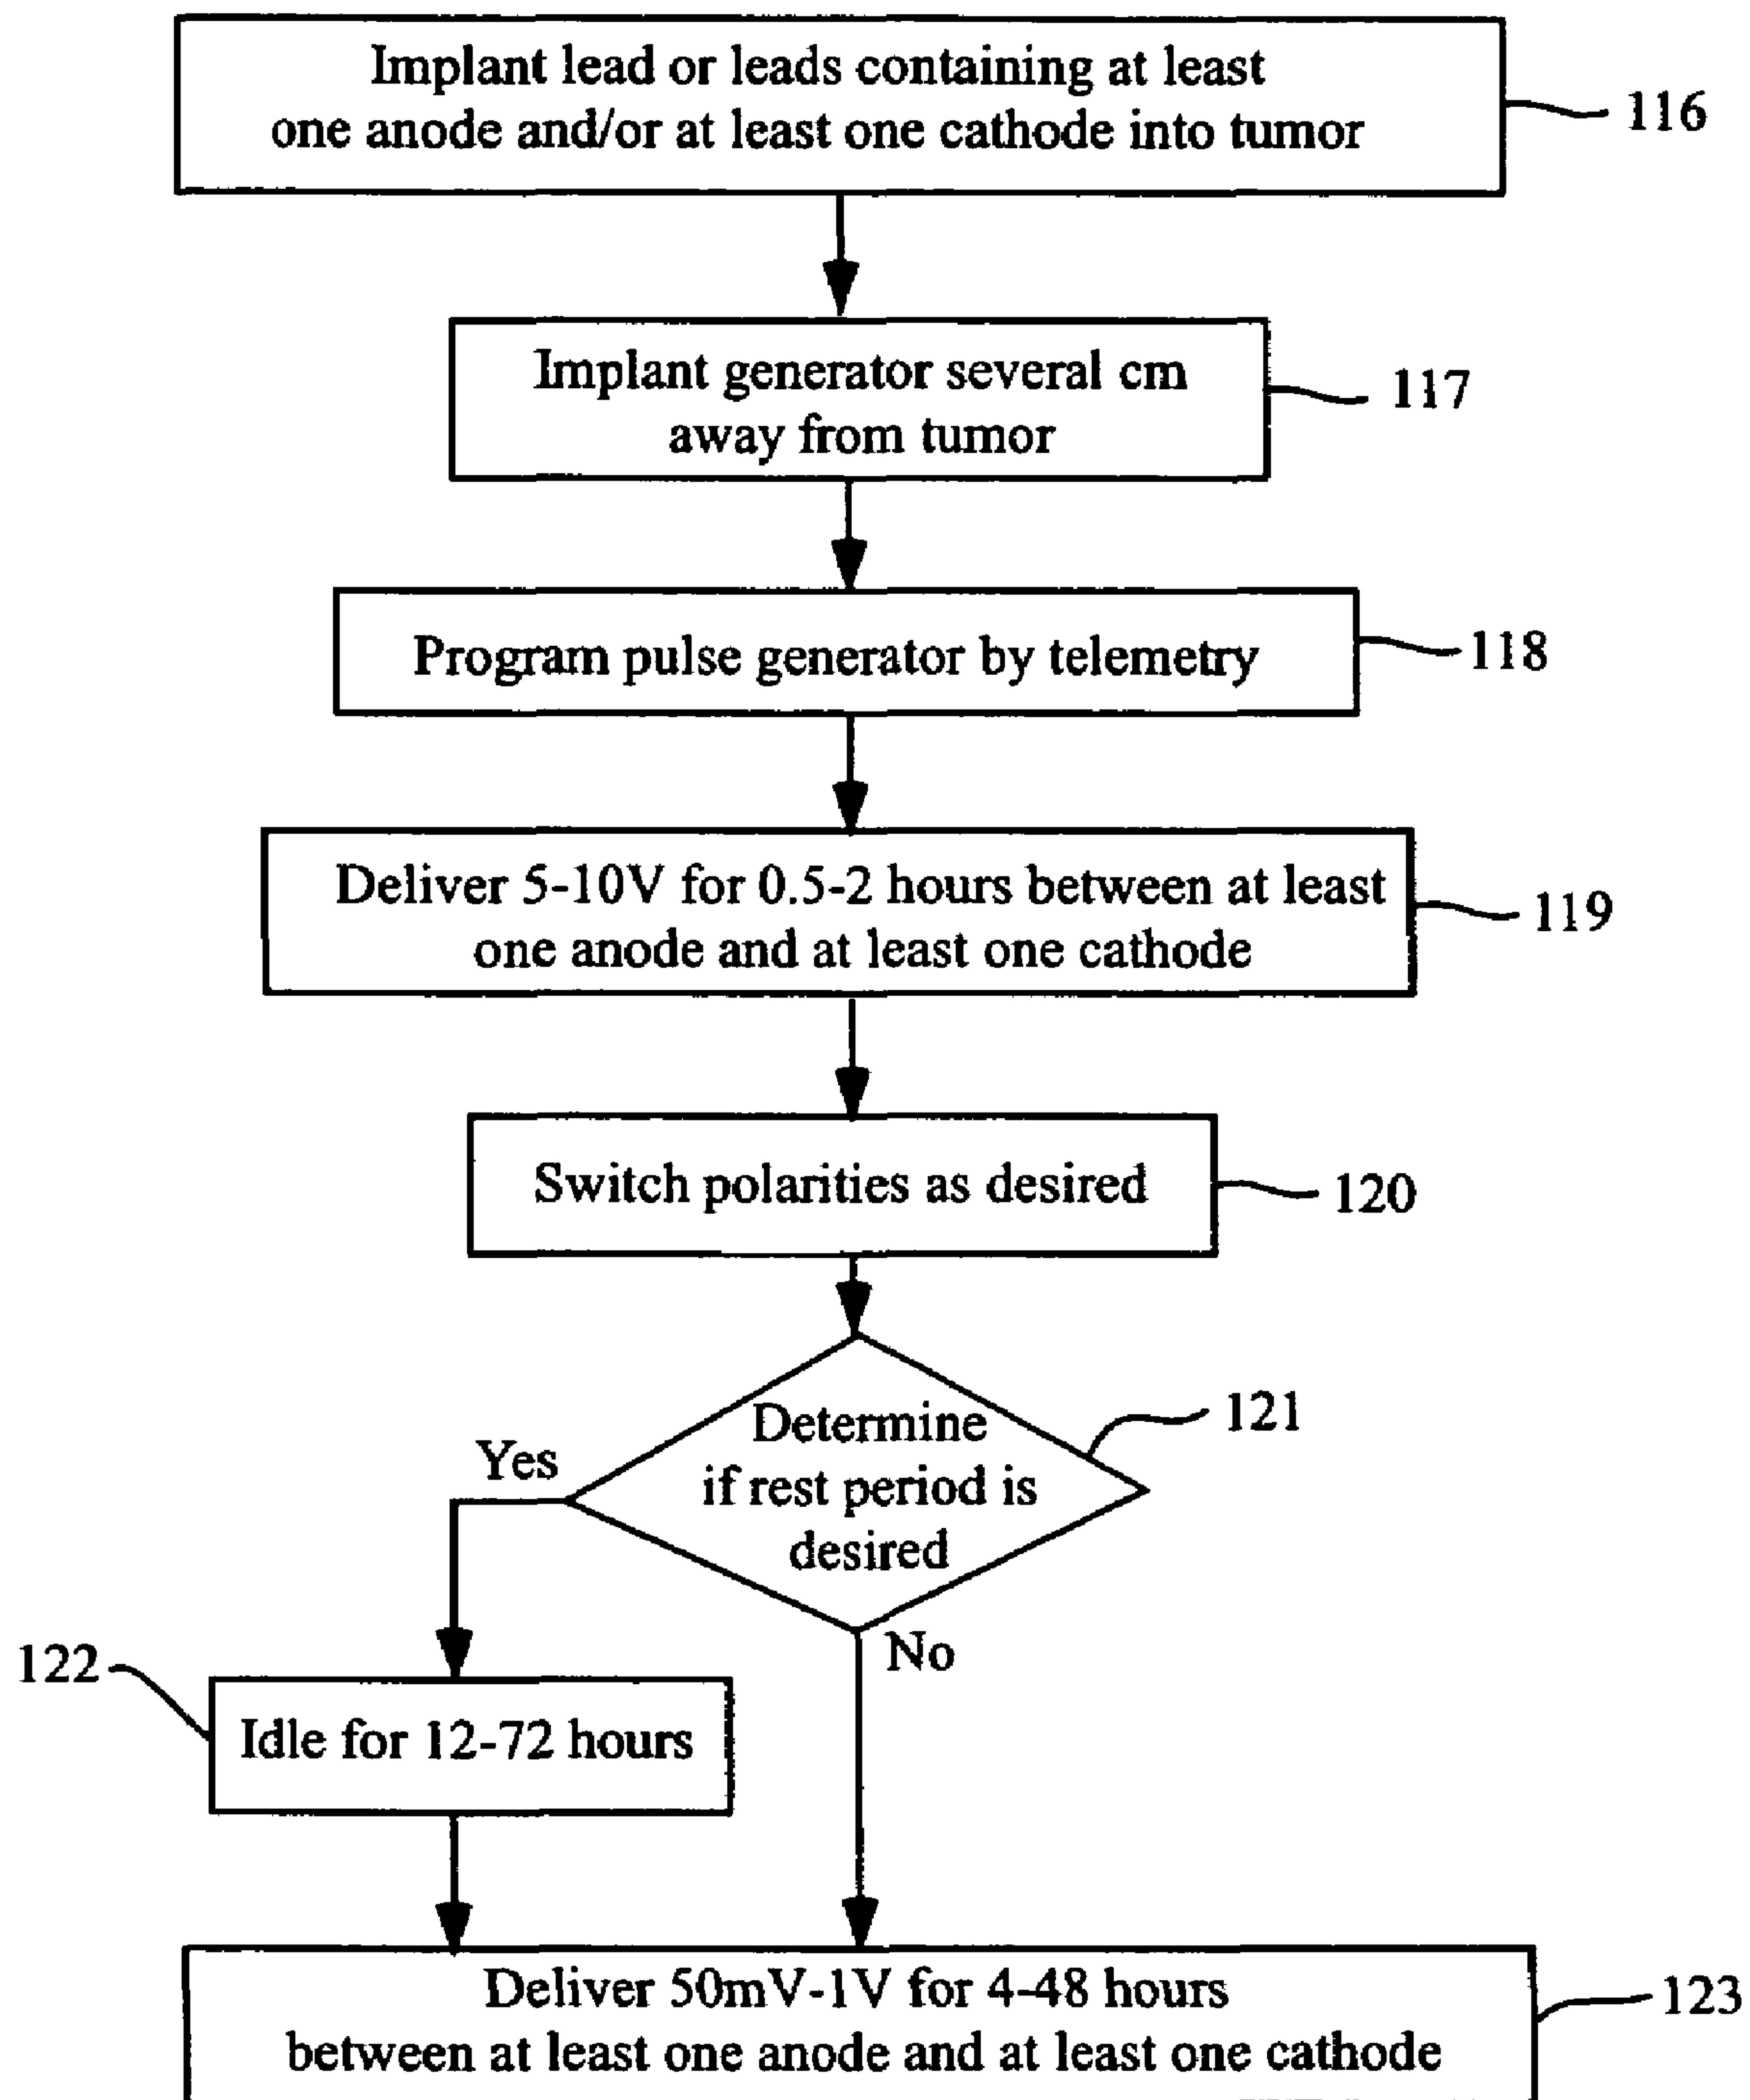 Implant lead or leads containing at least
one anode and/or at least one cathode into tumor
116
Implant generator several cm
away from tumor
117
Program pulse generator by telemetry
118
Deliver 5-10V for 0.5-2 hours between at least
one anode and at least one cathode
119
Switch polarities as desired
120
Determine
if rest period is
desired
121
Yes
No
122
Idle for 12-72 hours
Deliver 50mV-1V for 4-48 hours
between at least one anode and at least one cathode
123